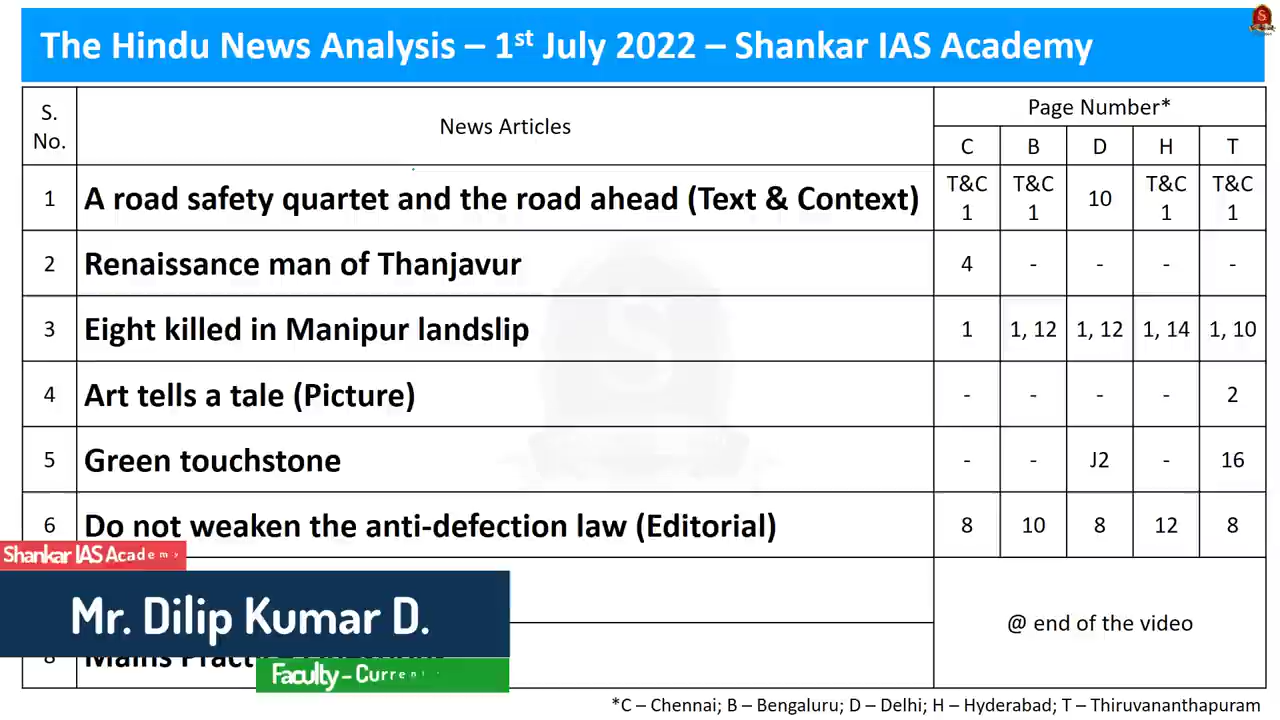 The Hindu News Analysis – 1st July 2022 – Shankar IAS Academy
S. No.
News Articles
Page Number*
C B D H T
1 A road safety quartet and the road ahead (Text & Context) T&C 1 T&C 1 10 T&C 1 T&C 1
2 Renaissance man of Thanjavur 4 - - - -
3 Eight killed in Manipur landslip 1 1, 12 1, 12 1, 14 1, 10
4 Art tells a tale (Picture) - - - - 2
5 Green touchstone - - J2 - 16
6 Do not weaken the anti-defection law (Editorial) 8 10 8 12 8
Shankar IAS Academy
Mr. Dilip Kumar D.
@ end of the video
8 Mains
Faculty – Current
*C – Chennai; B – Bengaluru; D – Delhi; H – Hyderabad; T – Thiruvananthapuram